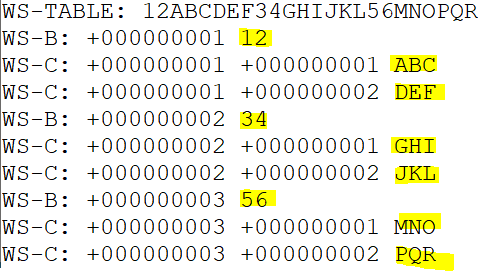 WS-TABLE: 12ABCDEF34GHIJKL56MNOPQR
WS-B: +000000001 12
WS-C: +000000001 +000000001 ABC
WS-C: +000000001 +000000002 DEF
WS-B: +000000002 34
WS-C: +000000002 +000000001 GHI
WS-C: +000000002 +000000002 JKL
WS-B: +000000003 56
WS-C: +000000003 +000000001 MNO
WS-C: +000000003 +000000002 PQR